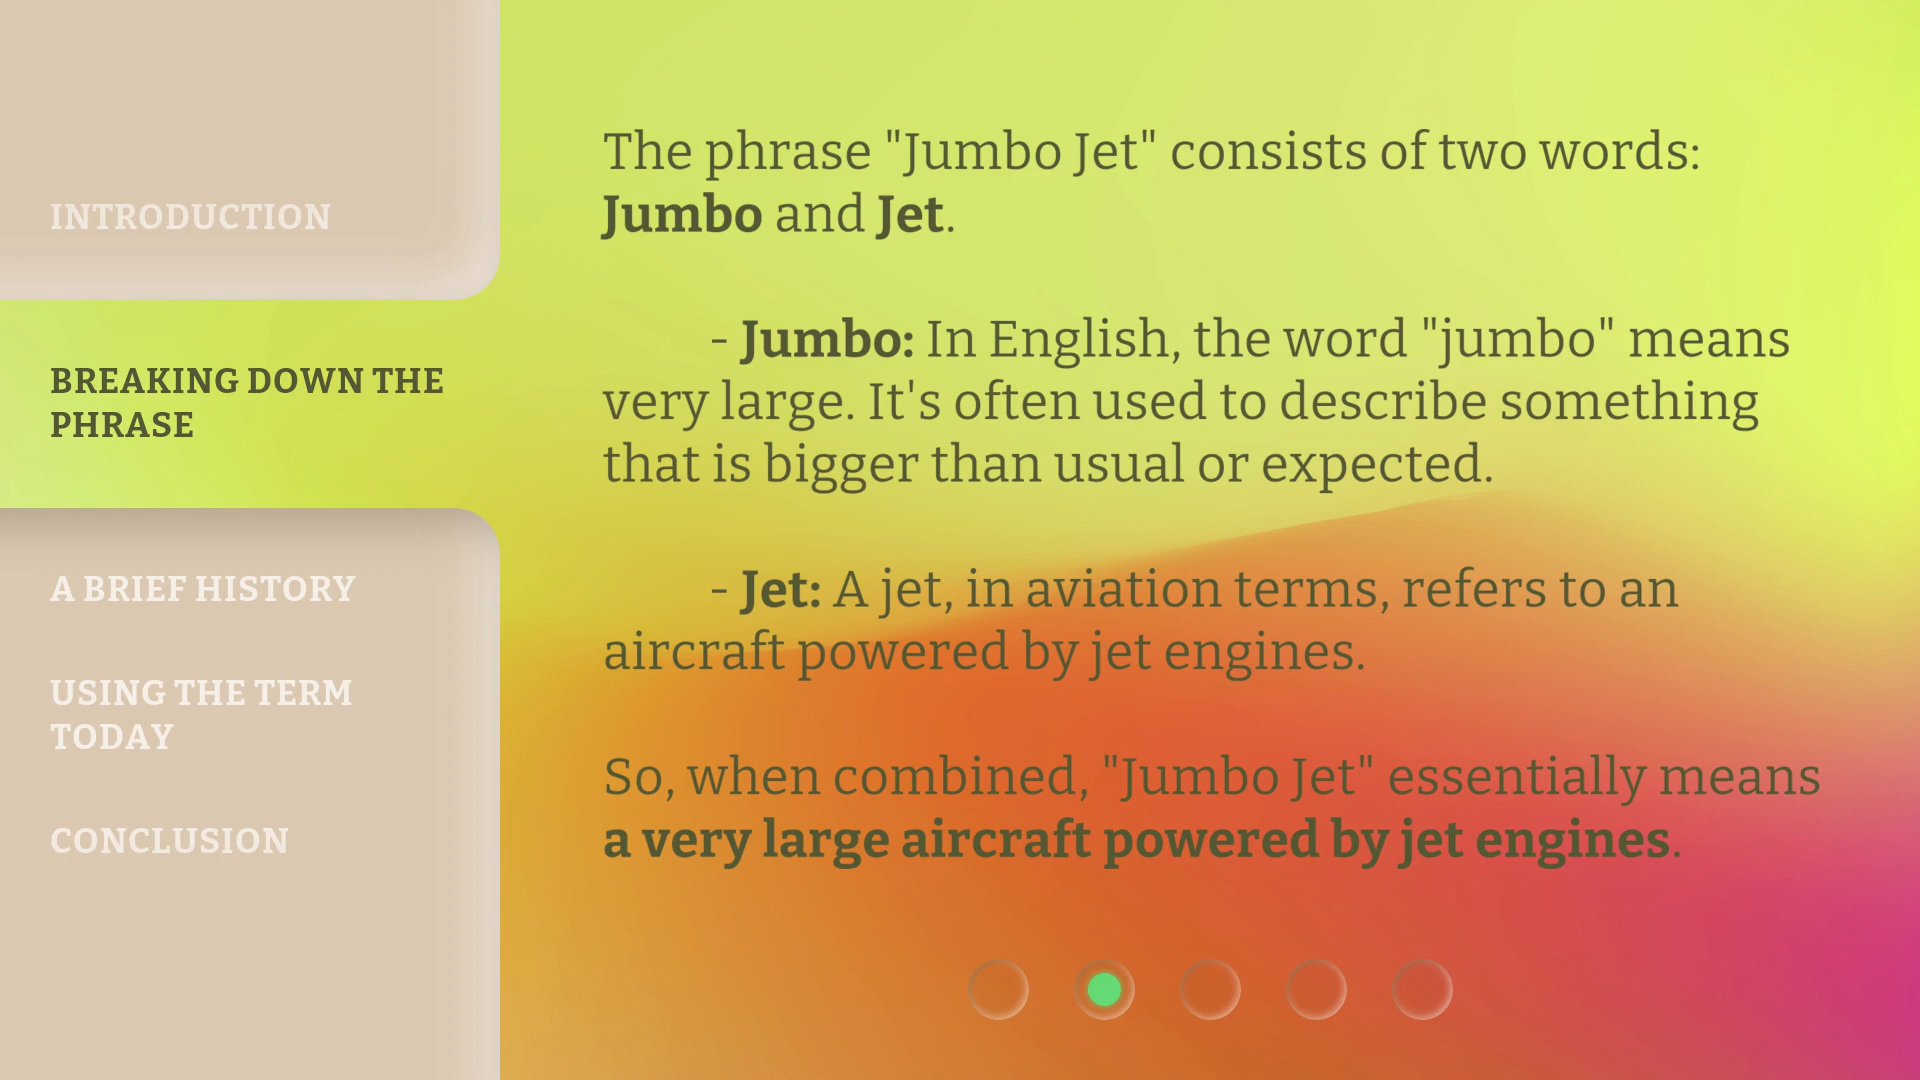 INTRODUCTION
BREAKING DOWN THE
PHRASE
A BRIEF HISTORY
USING THE TERM
TODAY
CONCLUSION
The phrase "Jumbo Jet" consists of two words:
Jumbo and Jet.
- Jumbo: In English, the word "jumbo" means
very large. It's often used to describe something
that is bigger than usual or expected.
- Jet: A jet, in aviation terms, refers to an
aircraft powered by jet engines.
So, when combined, "Jumbo Jet" essentially means
a very large aircraft powered by jet engines.